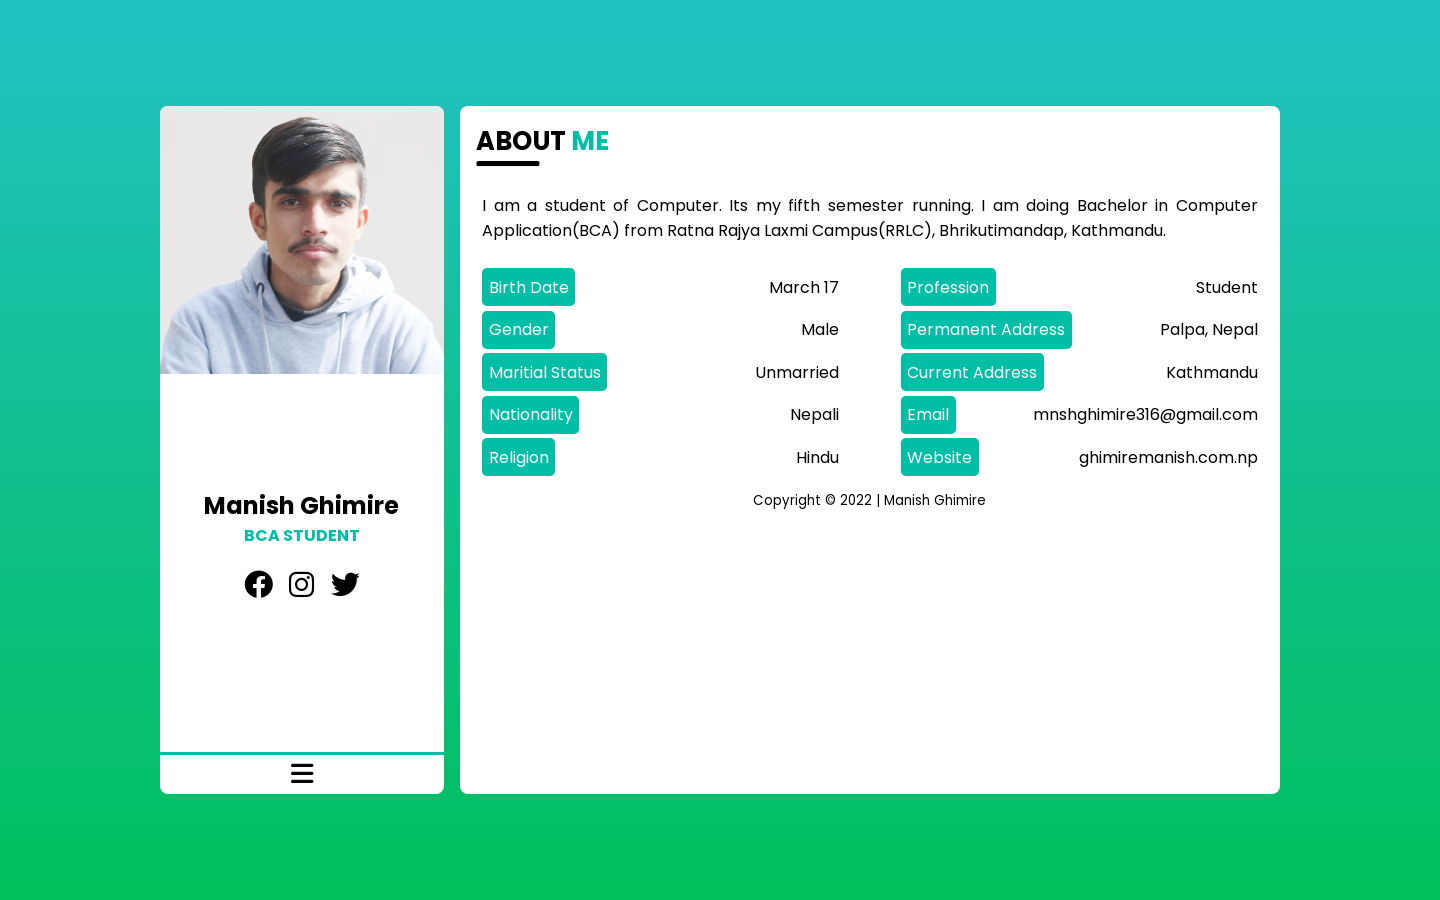 Manish Ghimire
BCA STUDENT
ABOUT ME
I am a student of Computer. Its my fifth semester running. I am doing Bachelor in Computer
Application(BCA) from Ratna Rajya Laxmi Campus(RRLC), Bhrikutimandap, Kathmandu.
Birth Date March 17
Gender Male
Maritial Status Unmarried
Nationality Nepali
Religion Hindu
Profession Student
Permanent Address Palpa, Nepal
Current Address Kathmandu
Email mnshghimire316@gmail.com
Website ghimiremanish.com.np
Copyright © 2022 | Manish Ghimire